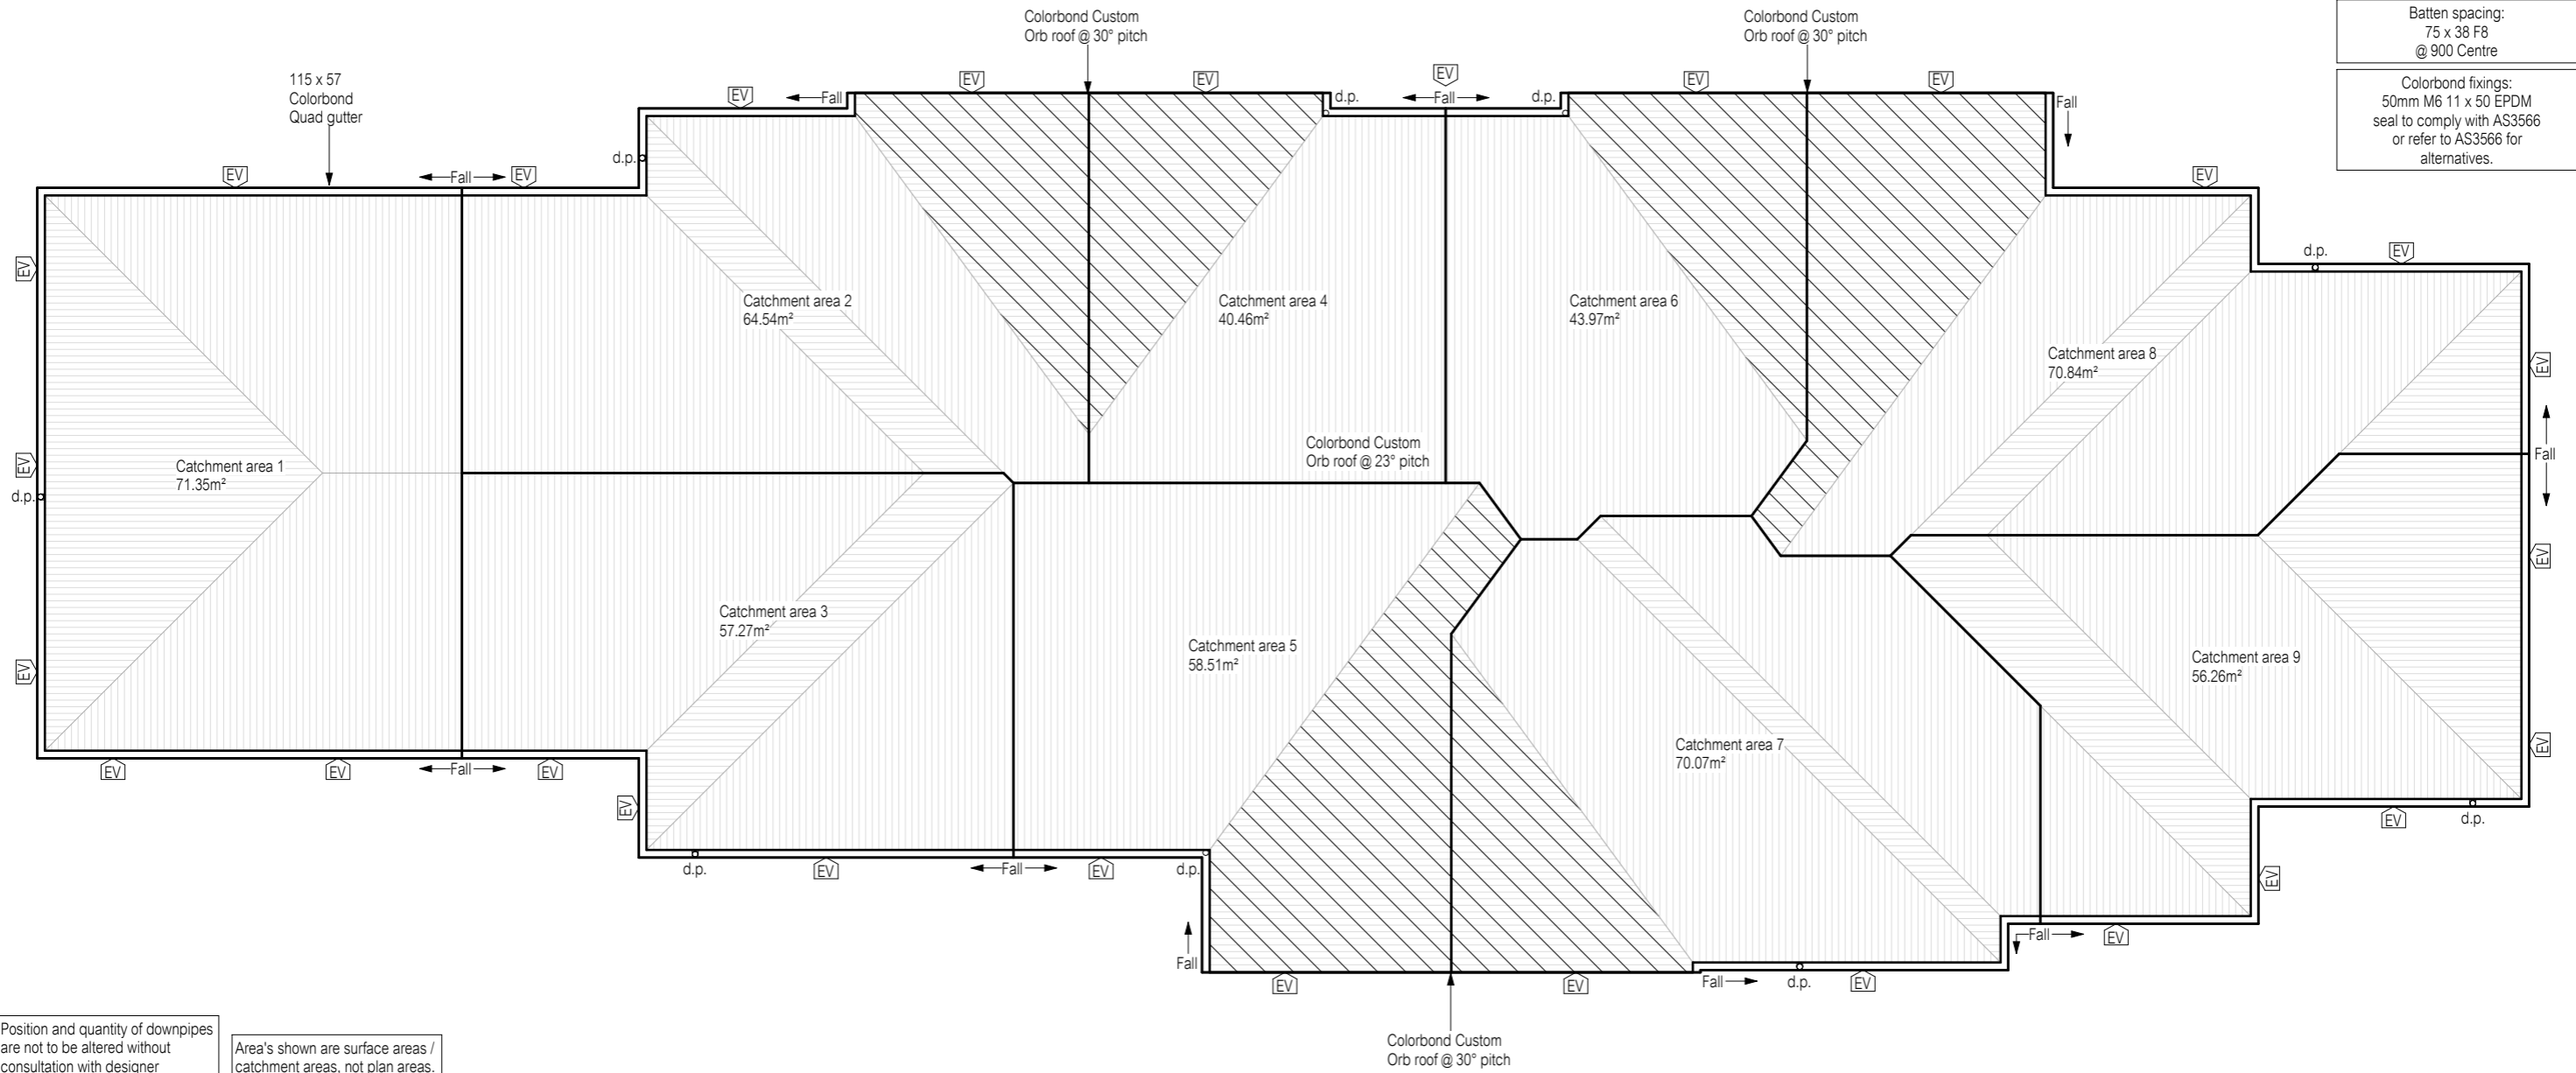 Colorbond Custom
Orb roof @ 30° pitch
Colorbond Custom
Orb roof @ 30° pitch
Batten spacing:
75 x 38 F8
@ 900 Centre
Colorbond fixings:
50mm M6 11 x 50 EPDM
seal to comply with AS3566
or refer to AS3566 for
alternatives.
115 x 57
Colorbond
Quad gutter
EV
EV
EV
EV
EV
EV
Fall
d.p.
Fall
d.p.
Fall
d.p.
EV
Fall
EV
EV
d.p.
EV
EV
Catchment area 2
64.54m²
Catchment area 4
40.46m²
Catchment area 6
43.97m²
Catchment area 8
70.84m²
EV
Colorbond Custom
Orb roof @ 23° pitch
Fall
EV
Catchment area 1
71.35m²
d.p.
EV
Catchment area 3
57.27m²
Catchment area 5
58.51m²
Catchment area 9
56.26m²
EV
Catchment area 7
70.07m²
EV
EV
EV
Fall
EV
EV
d.p.
EV
Fall
EV
d.p.
EV
d.p.
EV
Fall
EV
Fall
EV
EV
Fall
d.p.
EV
Colorbond Custom
Orb roof @ 30° pitch
Position and quantity of downpipes
are not to be altered without
consultation with designer
Area's shown are surface areas /
catchment areas, not plan areas.